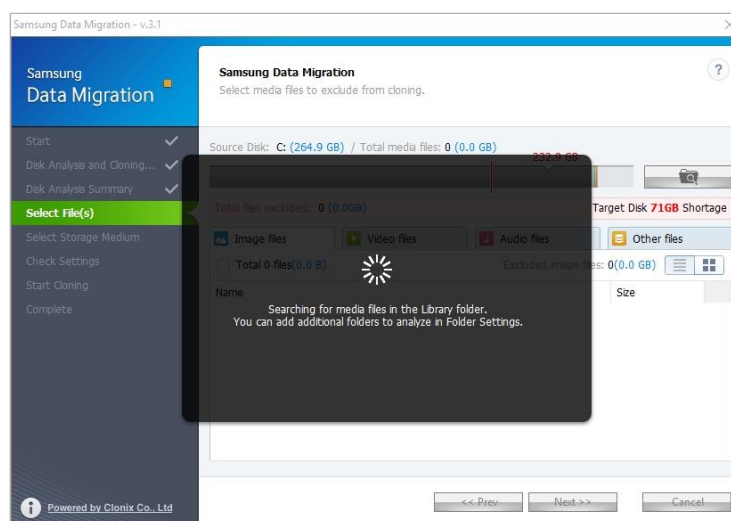 Samsung Data Migration - v.3.1
Samsung
Data Migration
Samsung Data Migration
Select media files to exclude from cloning.
?
Start
Disk Analysis and Cloning...
Disk Analysis Summary
Select File(s)
Select Storage Medium
Check Settings
Start Cloning
Complete
Source Disk: C: (264.9 GB) / Total media files: 0 (0.0 GB)
232.9 GB
Total files excluded: 0 (0.0GB)
Target Disk 71GB Shortage
Image files
Video files
Audio files
Other files
Total 0 files(0.0 B)
Excluded image files: 0(0.0 GB)
Name
Size
Searching for media files in the Library folder.
You can add additional folders to analyze in Folder Settings.
Powered by Clonix Co., Ltd
<< Prev
Next >>
Cancel